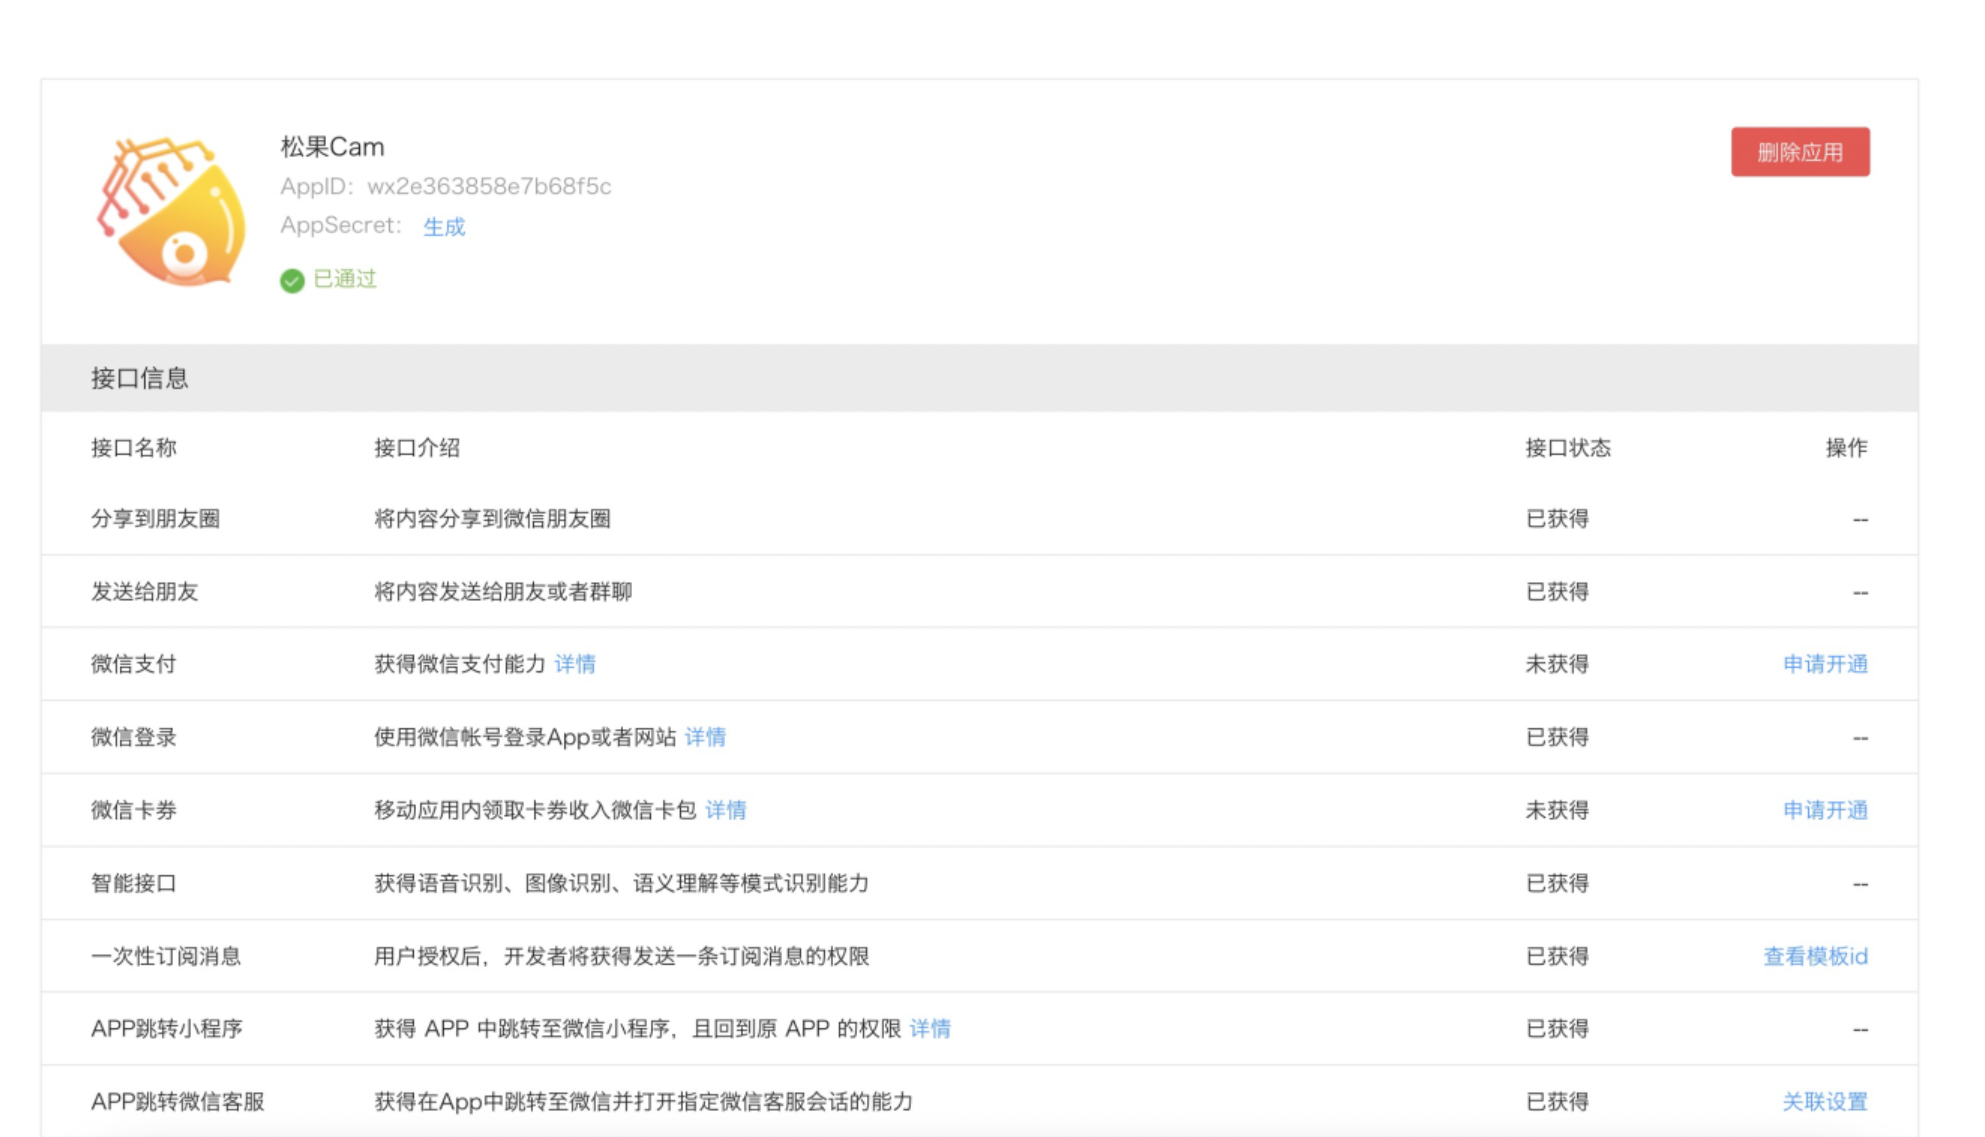 松果Cam
删除应用
AppID：wx2e363858e7b68f5c
AppSecret： 生成
已通过
接口信息
接口名称 接口介绍 接口状态 操作
分享到朋友圈 将内容分享到微信朋友圈 已获得 --
发送给朋友 将内容发送给朋友或者群聊 已获得 --
微信支付 获得微信支付能力 详情 未获得 申请开通
微信登录 使用微信帐号登录App或者网站 详情 已获得 --
微信卡券 移动应用内领取卡券收入微信卡包 详情 未获得 申请开通
智能接口 获得语音识别、图像识别、语义理解等模式识别能力 已获得 --
一次性订阅消息 用户授权后，开发者将获得发送一条订阅消息的权限 已获得 查看模板id
APP跳转小程序 获得 APP 中跳转至微信小程序，且回到原 APP 的权限 详情 已获得 --
APP跳转微信客服 获得在App中跳转至微信并打开指定微信客服会话的能力 已获得 关联设置